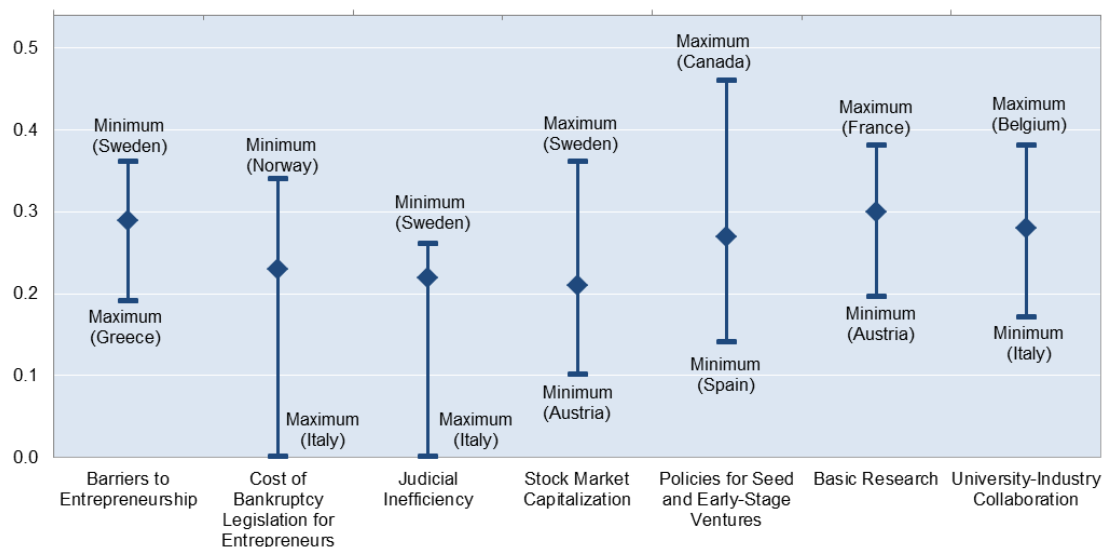 0.5
0.4
0.3
0.2
0.1
0.0
Minimum
(Sweden)
Maximum
(Greece)
Minimum
(Norway)
Maximum
(Italy)
Minimum
(Sweden)
Maximum
(Italy)
Maximum
(Sweden)
Minimum
(Austria)
Maximum
(Canada)
Minimum
(Spain)
Maximum
(France)
Minimum
(Austria)
Maximum
(Belgium)
Minimum
(Italy)
Barriers to
Entrepreneurship
Cost of
Bankruptcy
Legislation for
Entrepreneurs
Judicial
Inefficiency
Stock Market
Capitalization
Policies for Seed
and Early-Stage
Ventures
Basic Research
University-Industry
Collaboration